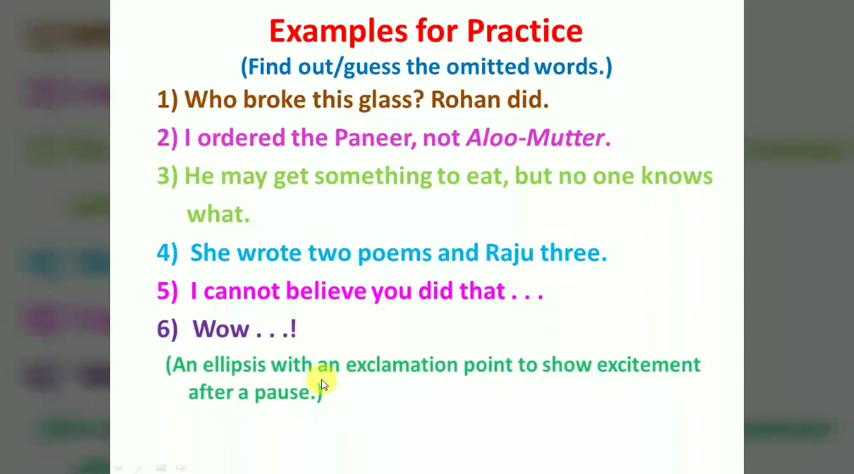 Examples for Practice
(Find out/guess the omitted words.)
1) Who broke this glass? Rohan did.
2) I ordered the Paneer, not Aloo-Mutter.
3) He may get something to eat, but no one knows
what.
4) She wrote two poems and Raju three.
5) I cannot believe you did that . . .
6) Wow . . .!
(An ellipsis with an exclamation point to show excitement
after a pause.)